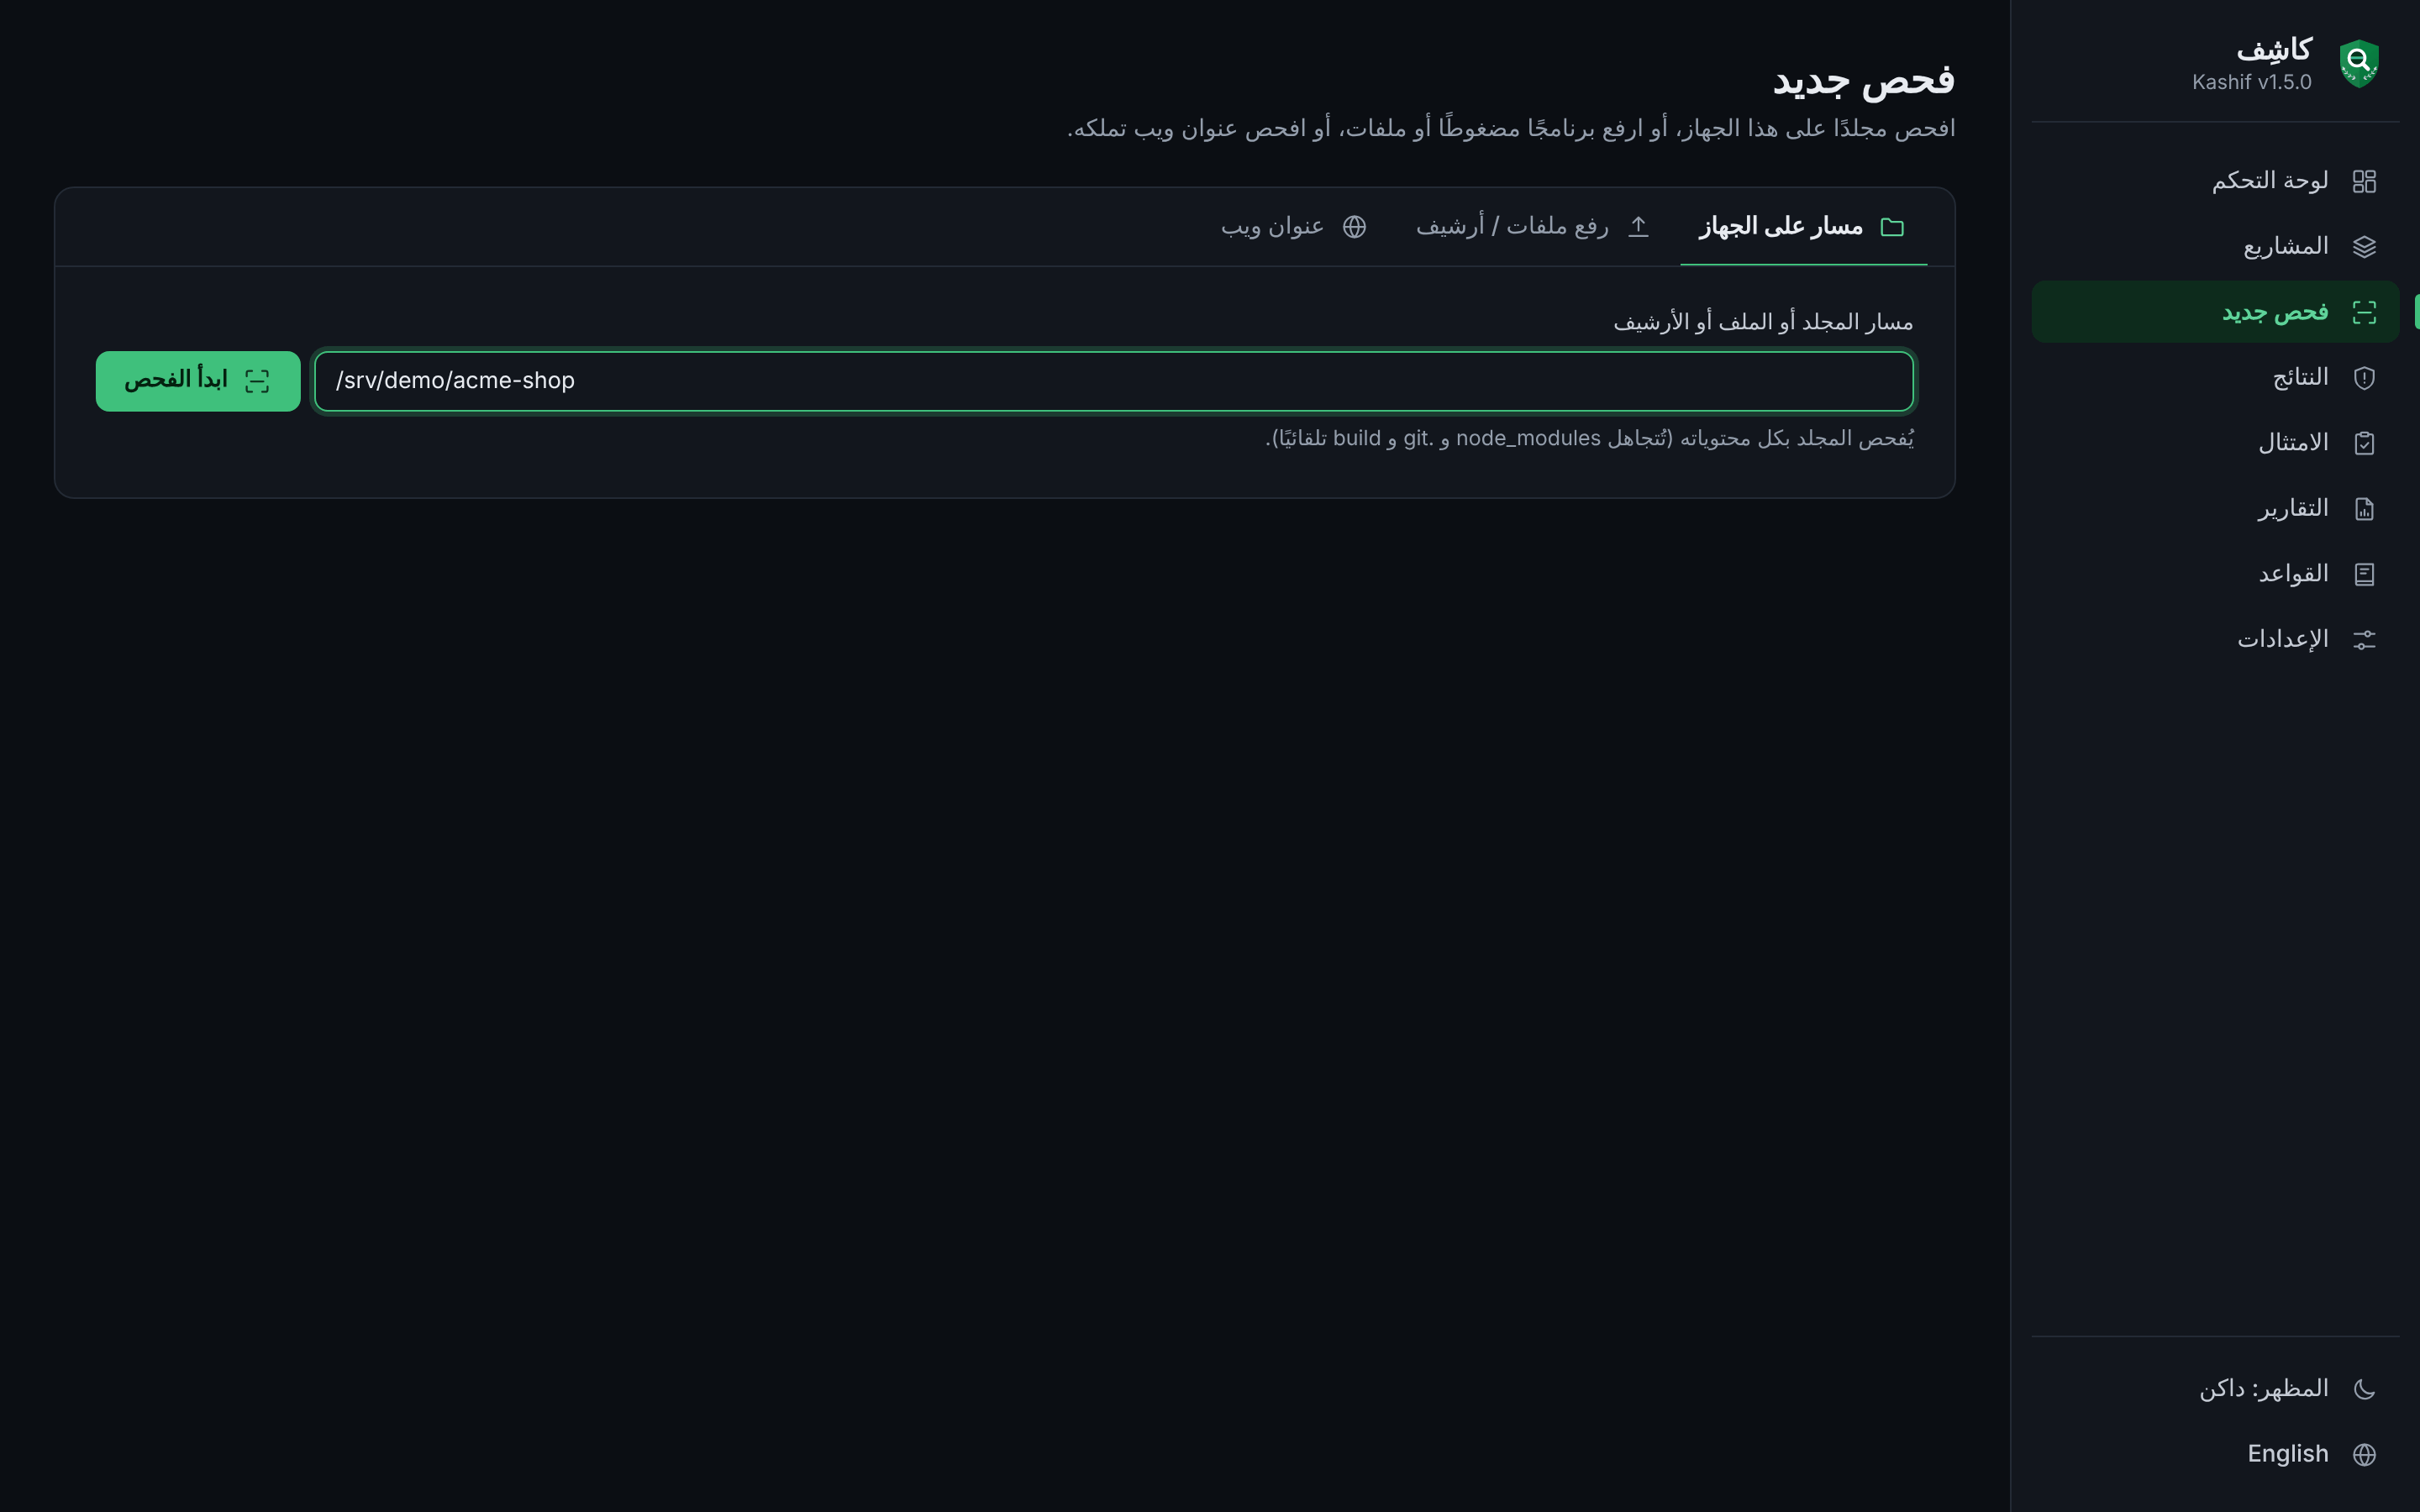 كاشِف
Kashif v1.5.0
لوحة التحكم
المشاريع
فحص جديد
النتائج
الامتثال
التقارير
القواعد
الإعدادات
المظهر: داكن
English
فحص جديد
افحص مجلدًا على هذا الجهاز، أو ارفع برنامجًا مضغوطًا أو ملفات، أو افحص عنوان ويب تملكه.
مسار على الجهاز
رفع ملفات / أرشيف
عنوان ويب
مسار المجلد أو الملف أو الأرشيف
/srv/demo/acme-shop
ابدأ الفحص
يُفحص المجلد بكل محتوياته (تُتجاهل node_modules و .git و build تلقائيًا).